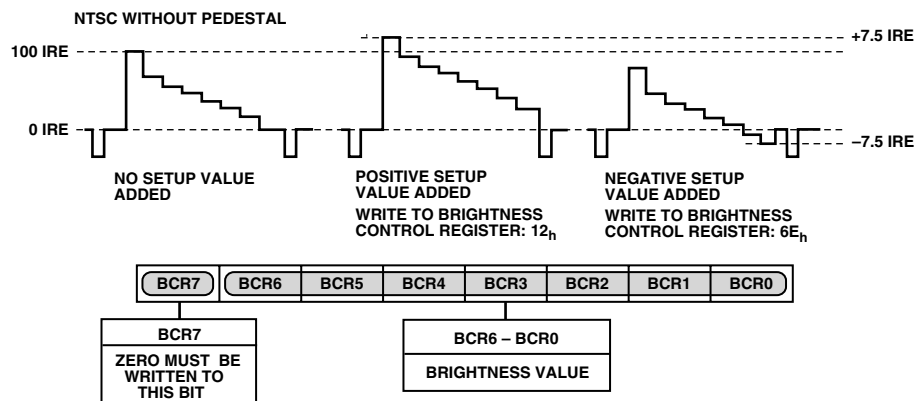 NTSC WITHOUT PEDESTAL
100 IRE
+7.5 IRE
0 IRE
–7.5 IRE
NO SETUP VALUE
ADDED
POSITIVE SETUP
VALUE ADDED
WRITE TO BRIGHTNESS
CONTROL REGISTER: 12h
NEGATIVE SETUP
VALUE ADDED
WRITE TO BRIGHTNESS
CONTROL REGISTER: 6Eh
BCR7 BCR6 BCR5 BCR4 BCR3 BCR2 BCR1 BCR0
BCR7
ZERO MUST BE
WRITTEN TO
THIS BIT
BCR6 – BCR0
BRIGHTNESS VALUE